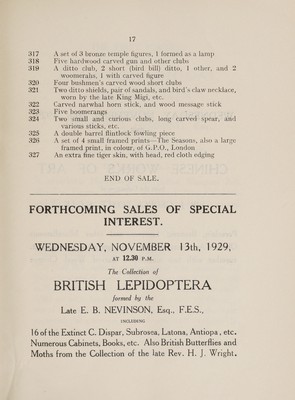 17
317 A set of 3 bronze temple figures, 1 formed as a lamp
318 Five hardwood carved gun and other clubs
319 A ditto club, 2 short (bird bill) ditto, 1 other, and 2
woomerahs, 1 with carved figure
320 Four bushmen's carved wood short clubs
321 Two ditto shields, pair of sandals, and bird's claw necklace,
worn by the late King Migi, etc.
322 Carved narwhal horn stick, and wood message stick
323 Five boomerangs
324 Two small and curious clubs, long carved spear, and
various sticks, etc.
325 A double barrel flintlock fowling piece
326 A set of 4 small framed prints—The Seasons, also a large
framed print, in colour, of G.P.O., London
327 An extra fine tiger skin, with head, red cloth edging
END OF SALE.
FORTHCOMING SALES OF SPECIAL
INTEREST.
WEDNESDAY, NOVEMBER 13th, 1929,
AT 12.30 P.M.
The Collection of
BRITISH LEPIDOPTERA
formed by the
Late E. B. NEVINSON, Esq., F.E.S.,
INCLUDING
16 of the Extinct C. Dispar, Subrosea, Latona, Antiopa, etc.
Numerous Cabinets, Books, etc. Also British Butterflies and
Moths from the Collection of the late Rev. H. J. Wright.